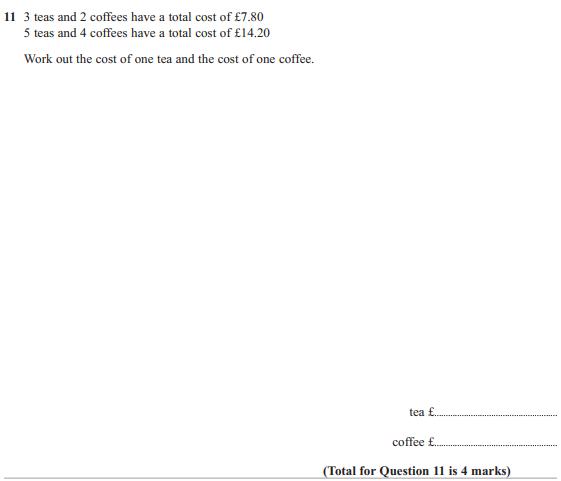 11 3 teas and 2 coffees have a total cost of £7.80
5 teas and 4 coffees have a total cost of £14.20
Work out the cost of one tea and the cost of one coffee.
tea £..............................................................
coffee £..............................................................
(Total for Question 11 is 4 marks)